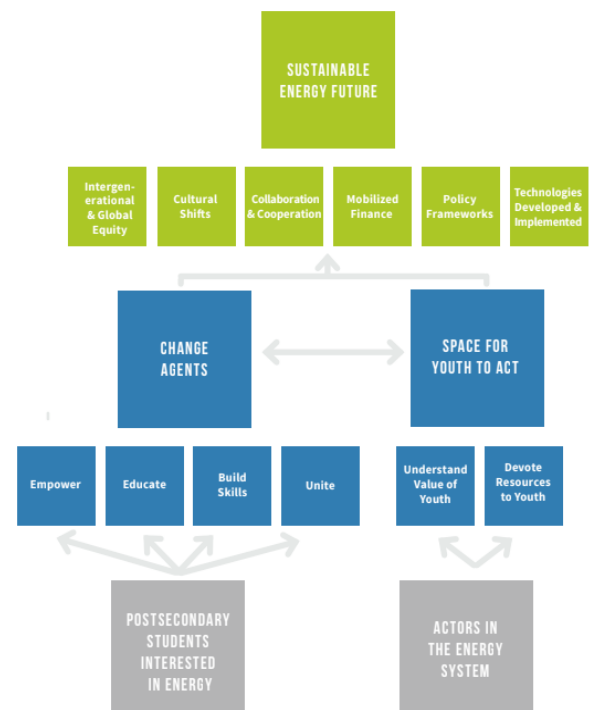 SUSTAINABLE
ENERGY FUTURE
Intergen-
erational
& Global
Equity
Cultural
Shifts
Collaboration
& Cooperation
Mobilized
Finance
Policy
Frameworks
Technologies
Developed &
Implemented
CHANGE
AGENTS
SPACE FOR
YOUTH TO ACT
Empower
Educate
Build
Skills
Unite
Understand
Value of
Youth
Devote
Resources
to Youth
POSTSECONDARY
STUDENTS
INTERESTED
IN ENERGY
ACTORS IN
THE ENERGY
SYSTEM